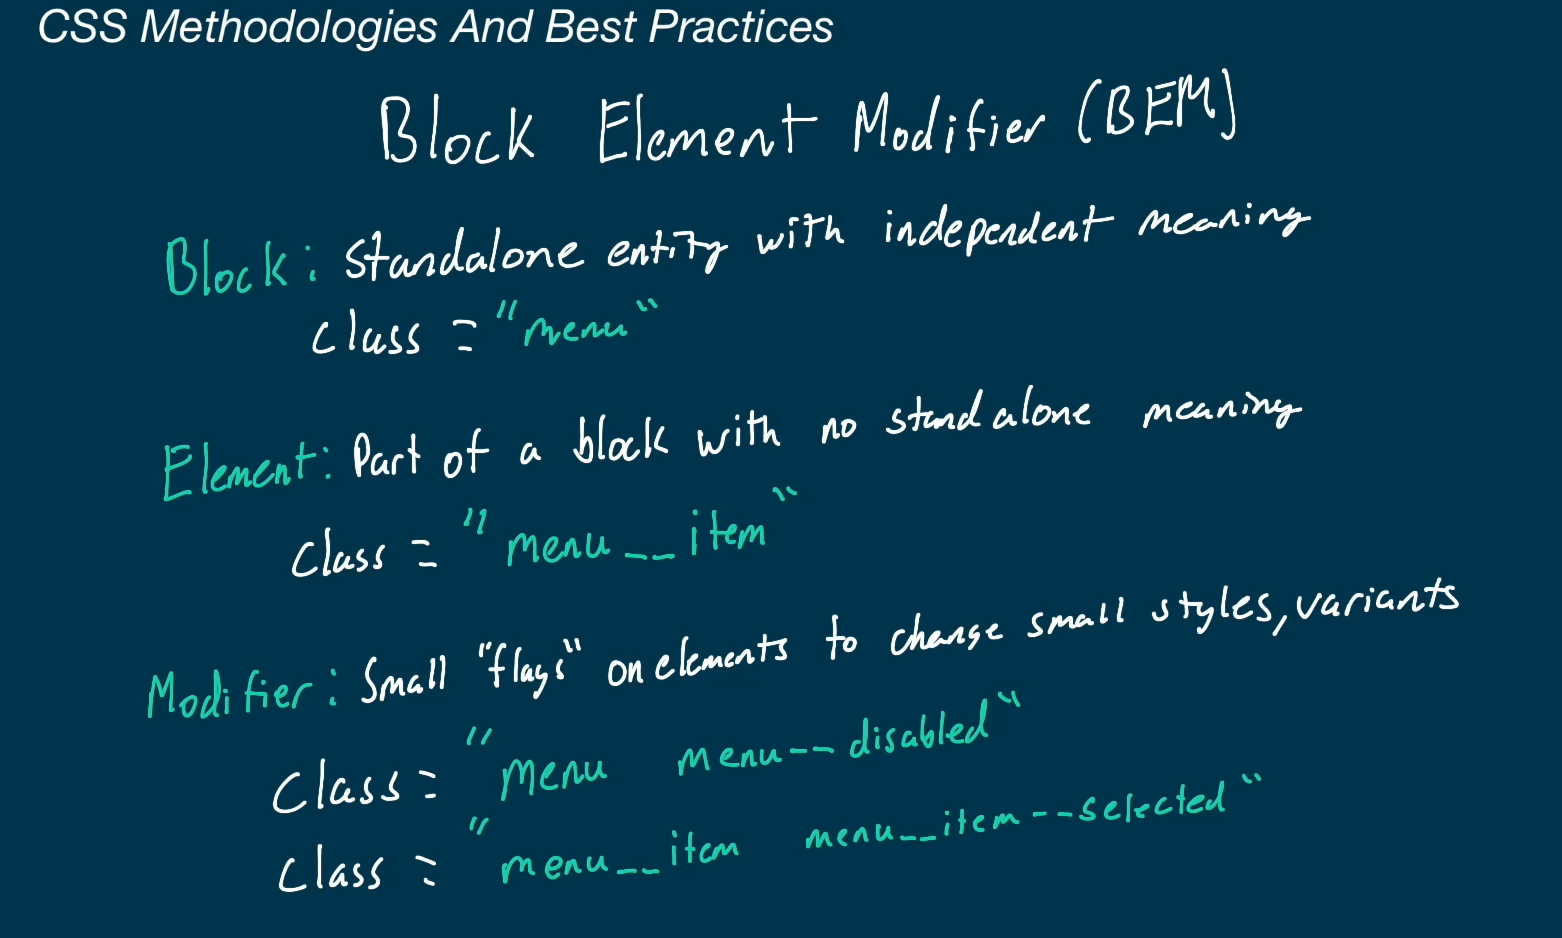 CSS Methodologies And Best Practices
Block Element Modifier (BEM)
Block: Standalone entity with independent meaning
class = "menu"
Element: Part of a block with no standalone meaning
class = "menu__item"
Modifier: Small "flags" on elements to change small styles, variants
class = "menu menu--disabled"
class = "menu__item menu__item--selected"